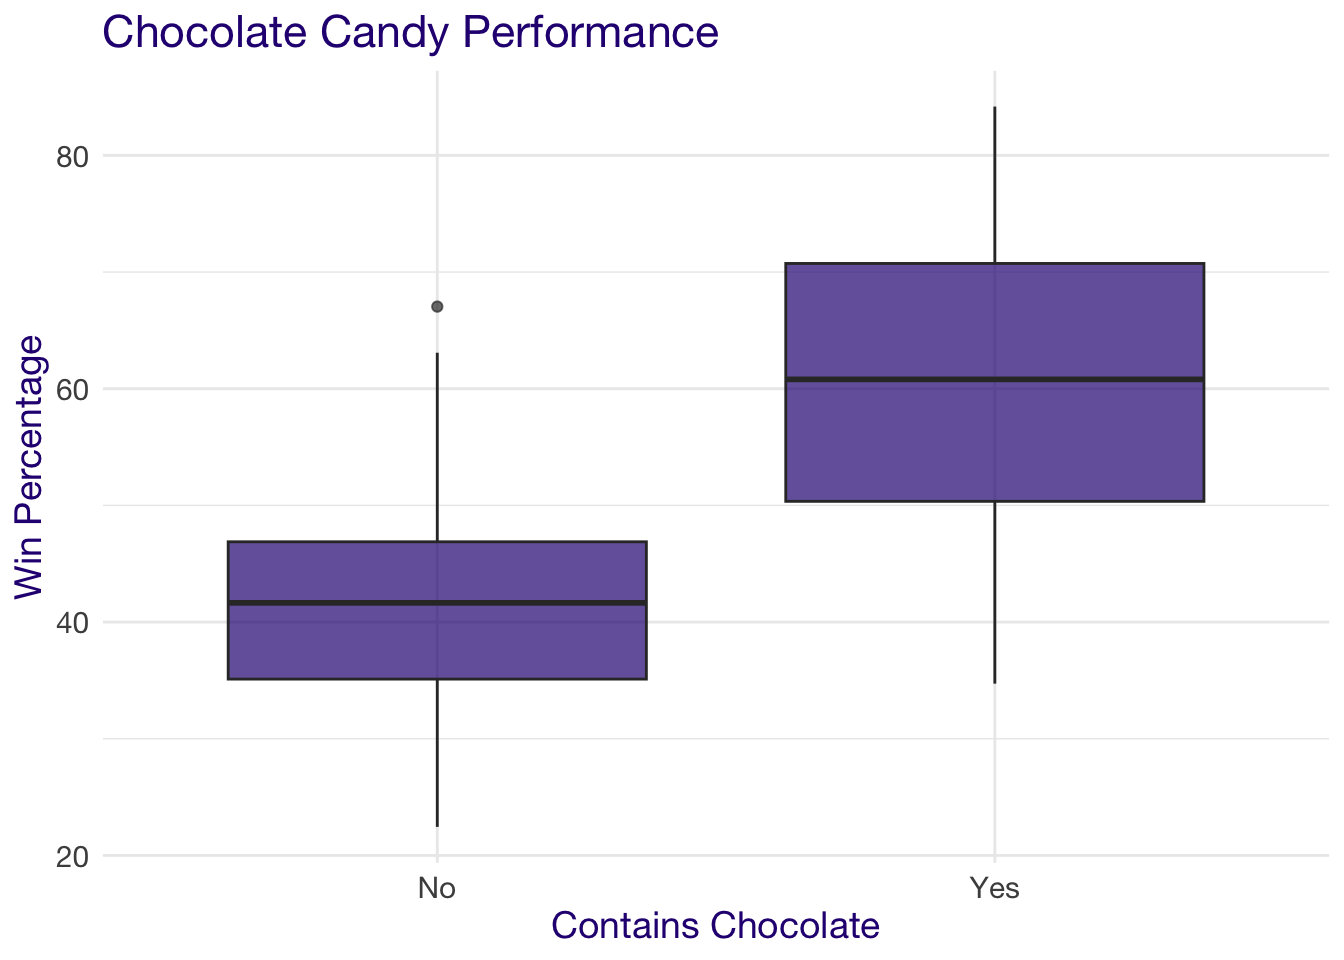 Chocolate Candy Performance
Win Percentage
80
60
40
20
No
Yes
Contains Chocolate